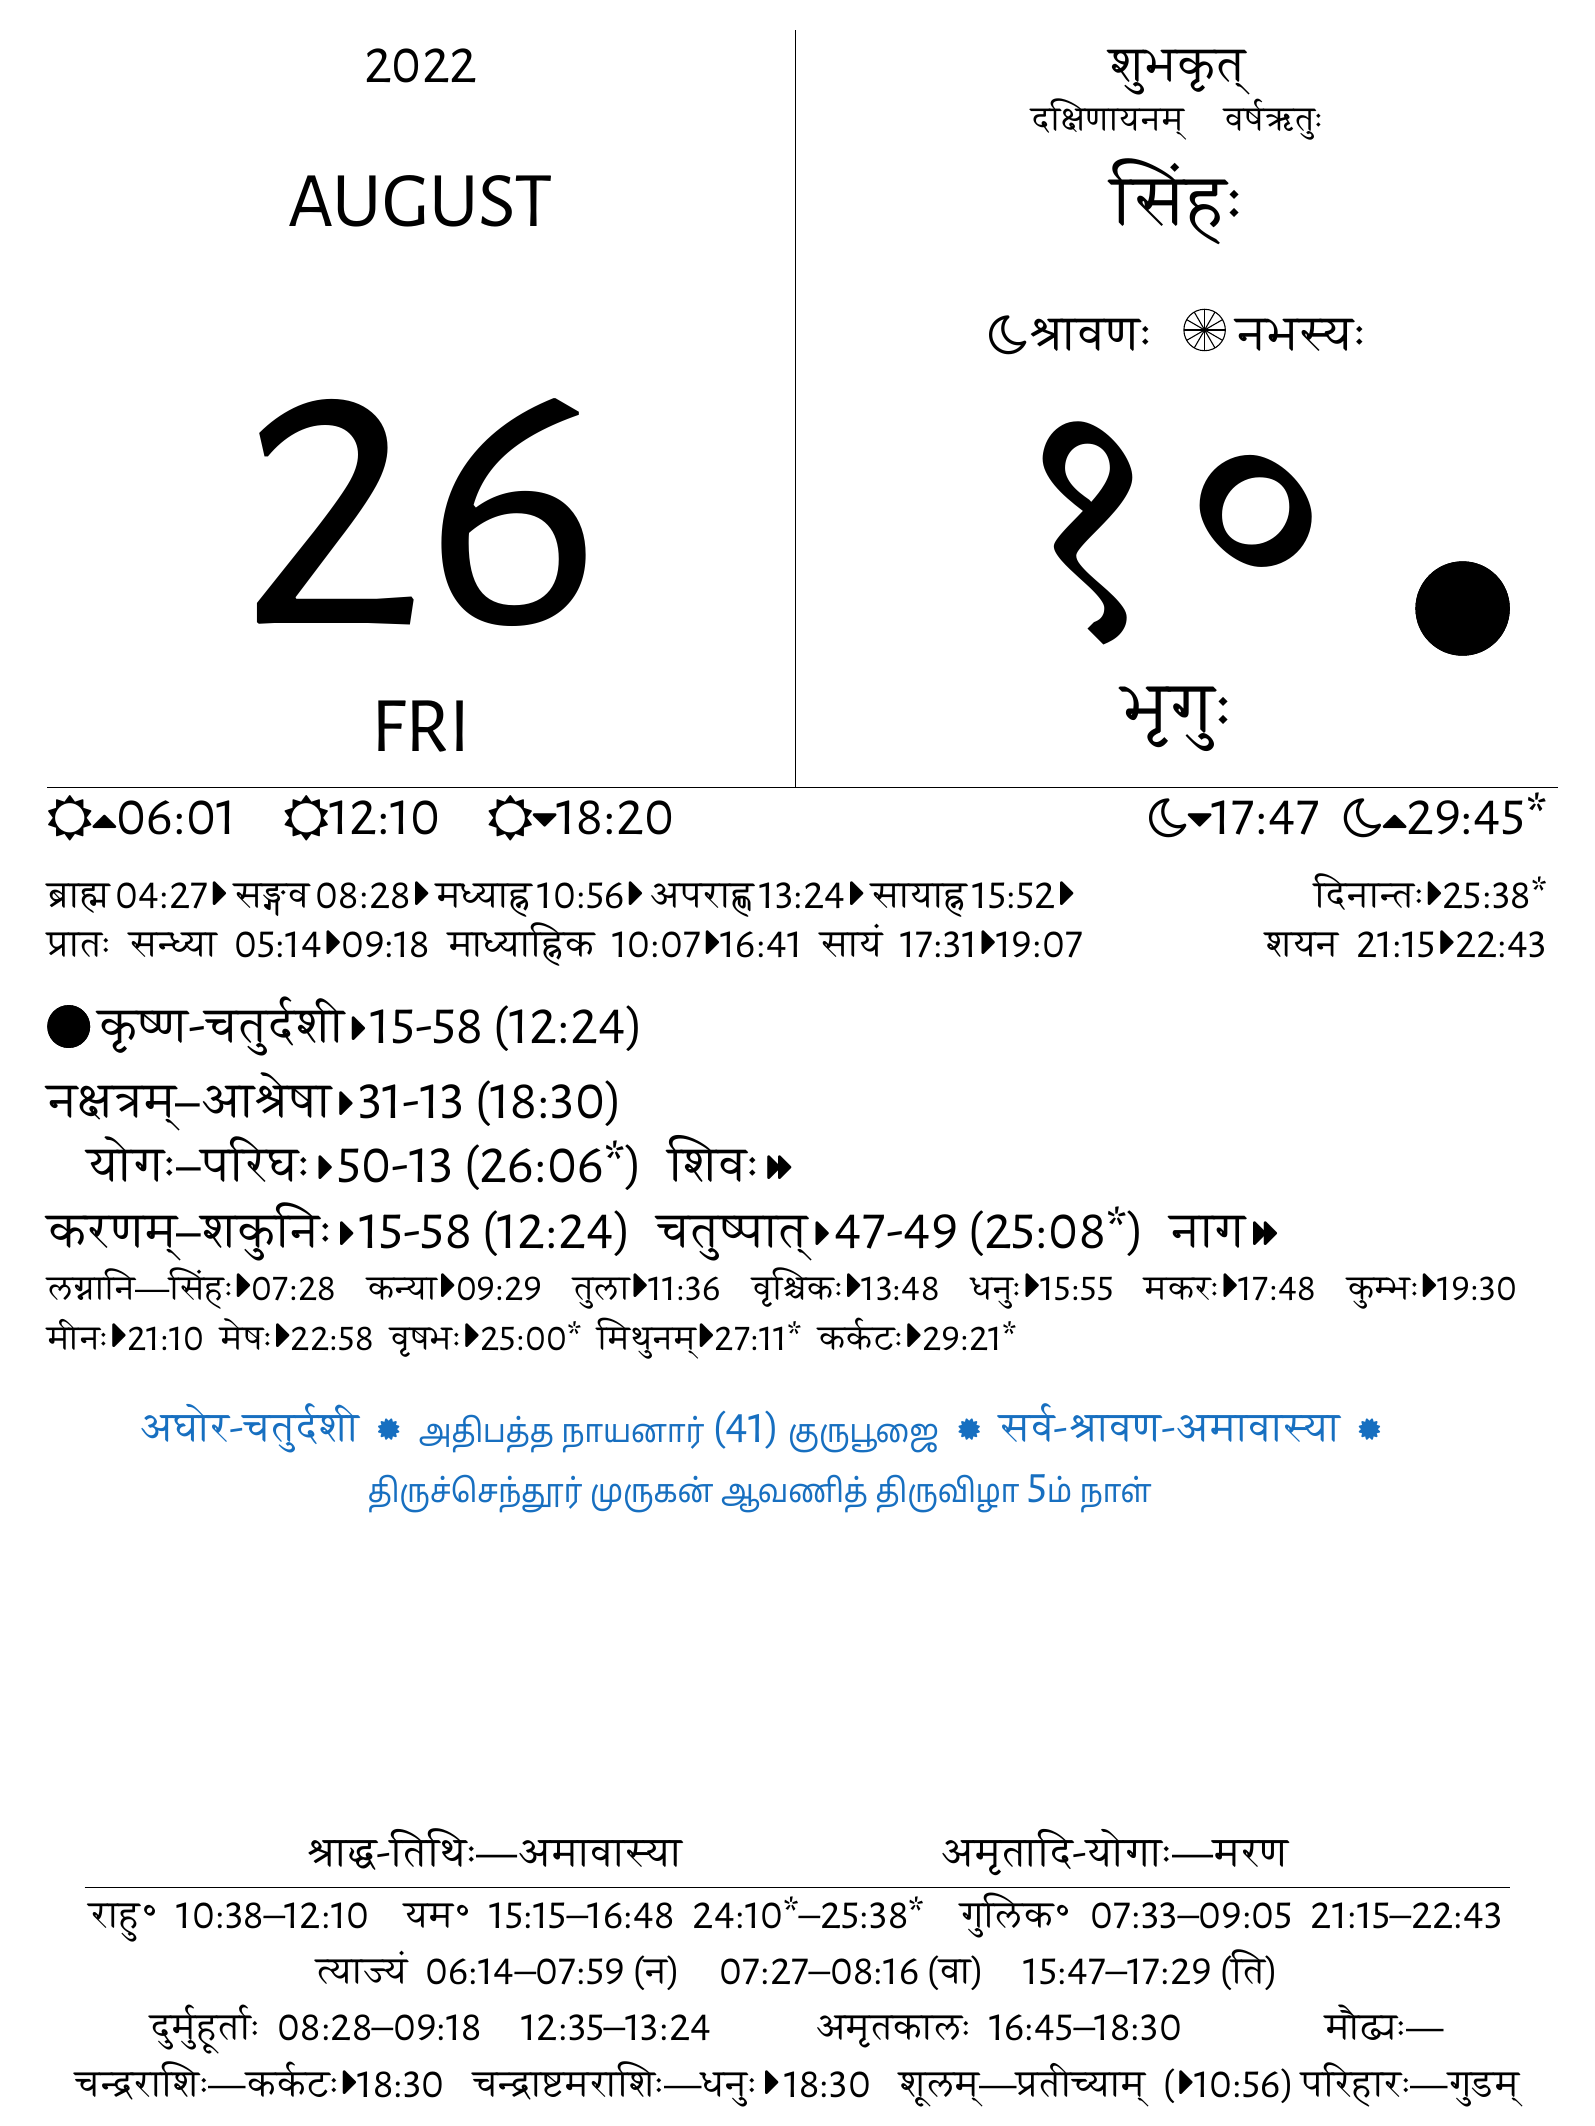 2022
AUGUST
26
FRI
शुभकृत्
दक्षिणायनम् वर्षऋतुः
सिंहः
श्रावणः नभस्यः
१०
भृगुः
06:01 12:10 18:20 17:47 29:45*
ब्राह्म 04:27 सङ्गव 08:28 मध्याह्न 10:56 अपराह्ण 13:24 सायाह्न 15:52 दिनान्तः 25:38*
प्रातः सन्ध्या 05:14 09:18 माध्याह्निक 10:07 16:41 सायं 17:31 19:07 शयन 21:15 22:43
कृष्ण-चतुर्दशी 15-58 (12:24)
नक्षत्रम्–आश्रेषा 31-13 (18:30)
योगः–परिघः 50-13 (26:06*) शिवः
करणम्–शकुनिः 15-58 (12:24) चतुष्पात् 47-49 (25:08*) नाग
लग्नानि—सिंहः 07:28 कन्या 09:29 तुला 11:36 वृश्चिकः 13:48 धनुः 15:55 मकरः 17:48 कुम्भः 19:30
मीनः 21:10 मेषः 22:58 वृषभः 25:00* मिथुनम् 27:11* कर्कटः 29:21*
अघोर-चतुर्दशी ✹ அதிபத்த நாயனார் (41) குருபூஜை ✹ सर्व-श्रावण-अमावास्या ✹
திருச்செந்தூர் முருகன் ஆவணித் திருவிழா 5ம் நாள்
श्राद्ध-तिथिः—अमावास्या अमृतादि-योगाः—मरण
राहु° 10:38–12:10 यम° 15:15–16:48 24:10*–25:38* गुलिक° 07:33–09:05 21:15–22:43
त्याज्यं 06:14–07:59 (न) 07:27–08:16 (वा) 15:47–17:29 (ति)
दुर्मुहूर्ताः 08:28–09:18 12:35–13:24 अमृतकालः 16:45–18:30 मौढ्यः—
चन्द्रराशिः—कर्कटः 18:30 चन्द्राष्टमराशिः—धनुः 18:30 शूलम्—प्रतीच्याम् (10:56) परिहारः—गुडम्